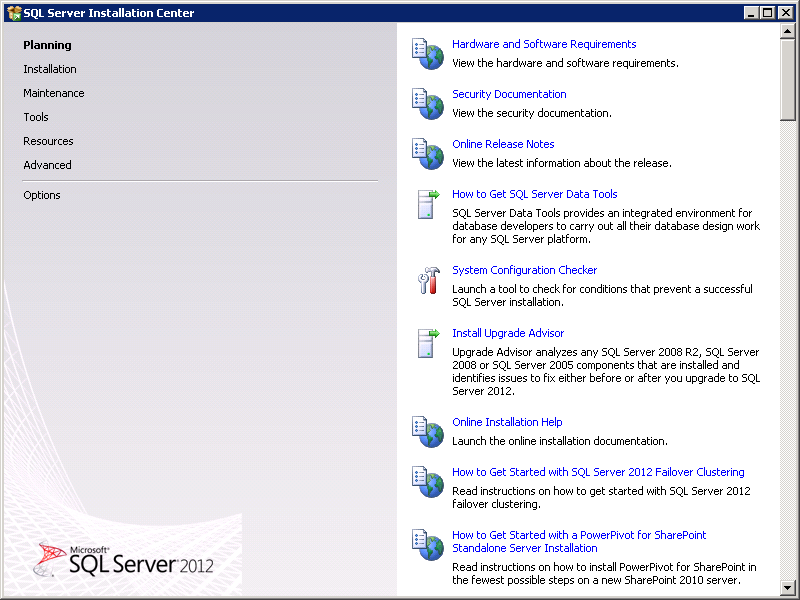 SQL Server Installation Center
Planning
Installation
Maintenance
Tools
Resources
Advanced
Options
Hardware and Software Requirements
View the hardware and software requirements.
Security Documentation
View the security documentation.
Online Release Notes
View the latest information about the release.
How to Get SQL Server Data Tools
SQL Server Data Tools provides an integrated environment for
database developers to carry out all their database design work
for any SQL Server platform.
System Configuration Checker
Launch a tool to check for conditions that prevent a successful
SQL Server installation.
Install Upgrade Advisor
Upgrade Advisor analyzes any SQL Server 2008 R2, SQL Server
2008 or SQL Server 2005 components that are installed and
identifies issues to fix either before or after you upgrade to SQL
Server 2012.
Online Installation Help
Launch the online installation documentation.
How to Get Started with SQL Server 2012 Failover Clustering
Read instructions on how to get started with SQL Server 2012
failover clustering.
How to Get Started with a PowerPivot for SharePoint
Standalone Server Installation
Read instructions on how to install PowerPivot for SharePoint in
the fewest possible steps on a new SharePoint 2010 server.
Microsoft®
SQL Server® 2012